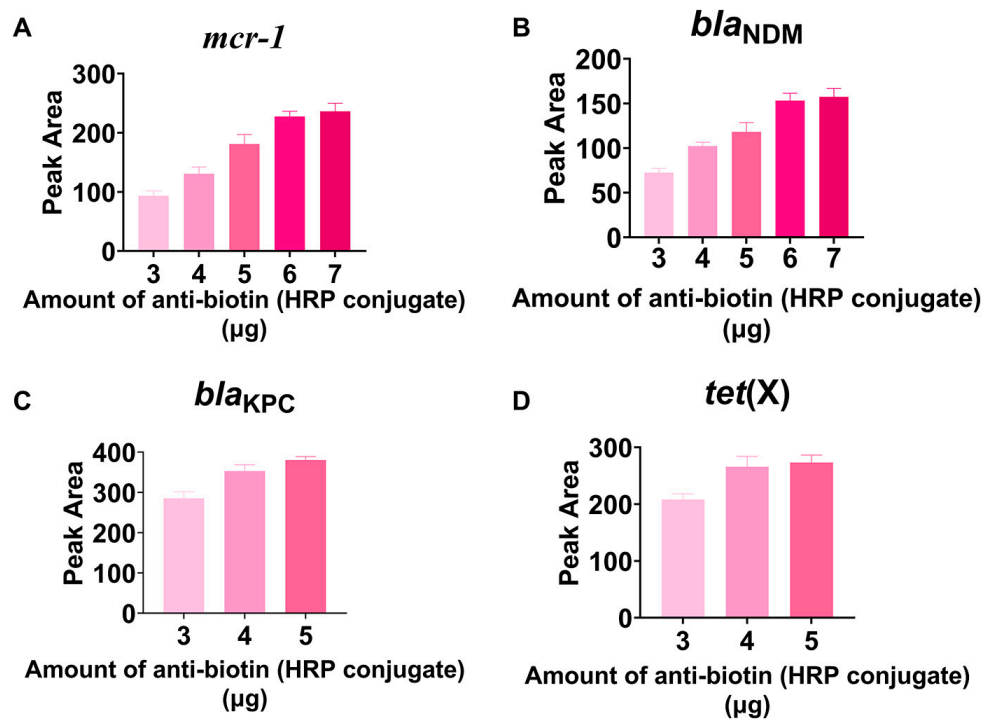 A
mcr-1
Peak Area
300
200
100
0
3 4 5 6 7
Amount of anti-biotin (HRP conjugate)
(µg)
B
blaNDM
Peak Area
200
150
100
50
0
3 4 5 6 7
Amount of anti-biotin (HRP conjugate)
(µg)
C
blaKPC
Peak Area
400
300
200
100
0
3 4 5
Amount of anti-biotin (HRP conjugate)
(µg)
D
tet(X)
Peak Area
300
200
100
0
3 4 5
Amount of anti-biotin (HRP conjugate)
(µg)